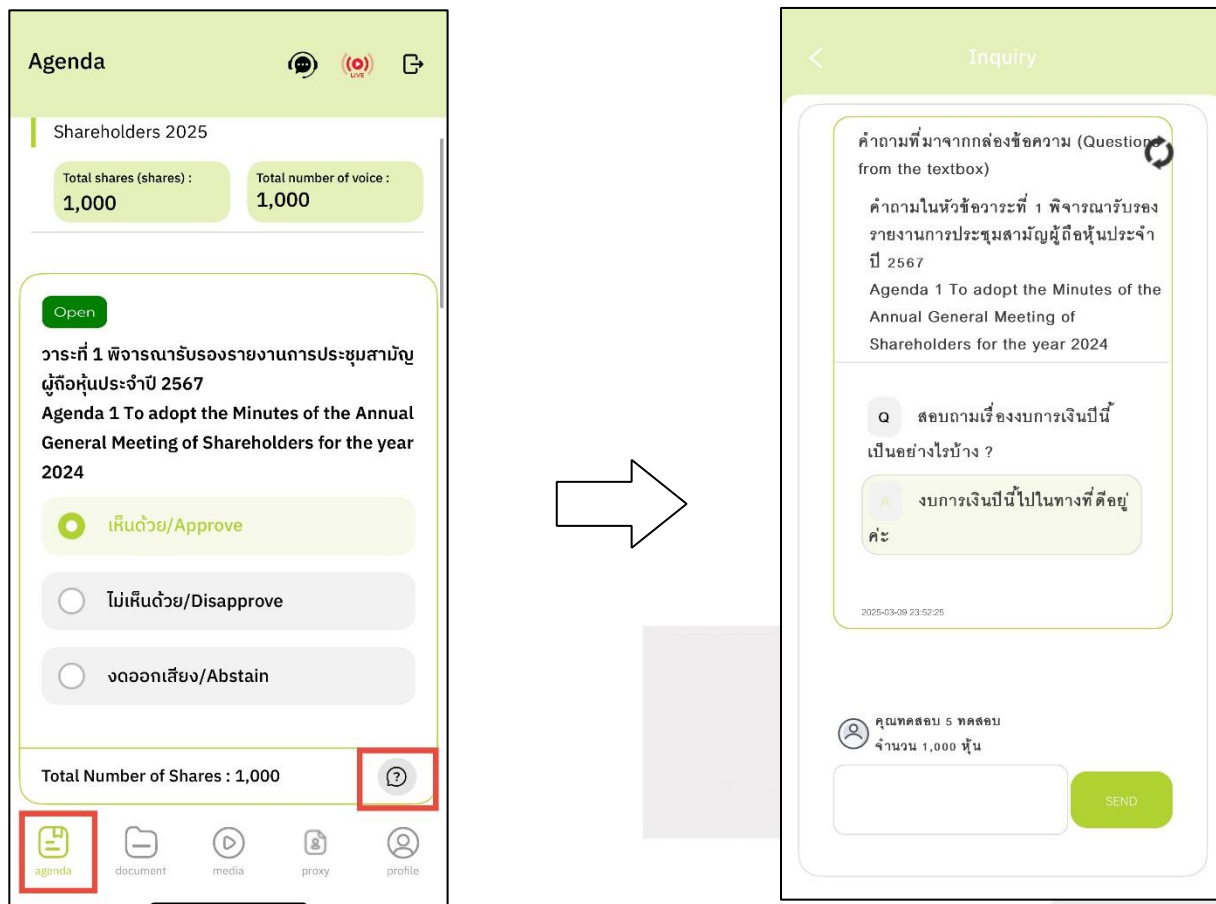 Agenda
LIVE
Shareholders 2025
Total shares (shares) :
1,000
Total number of voice :
1,000
Open
วาระที่ 1 พิจารณารับรองรายงานการประชุมสามัญ
ผู้ถือหุ้นประจำปี 2567
Agenda 1 To adopt the Minutes of the Annual
General Meeting of Shareholders for the year
2024
เห็นด้วย/Approve
ไม่เห็นด้วย/Disapprove
งดออกเสียง/Abstain
Total Number of Shares : 1,000
agenda
document
media
proxy
profile
Inquiry
คำถามที่มาจากกล่องข้อความ (Questions
from the textbox)
คำถามในหัวข้อวาระที่ 1 พิจารณารับรอง
รายงานการประชุมสามัญผู้ถือหุ้นประจำ
ปี 2567
Agenda 1 To adopt the Minutes of the
Annual General Meeting of
Shareholders for the year 2024
Q สอบถามเรื่องงบการเงินปีนี้
เป็นอย่างไรบ้าง ?
A งบการเงินปีนี้ไปในทางที่ดีอยู่
ค่ะ
2025-03-09 23:52:25
คุณทดสอบ 5 ทดสอบ
จำนวน 1,000 หุ้น
SEND